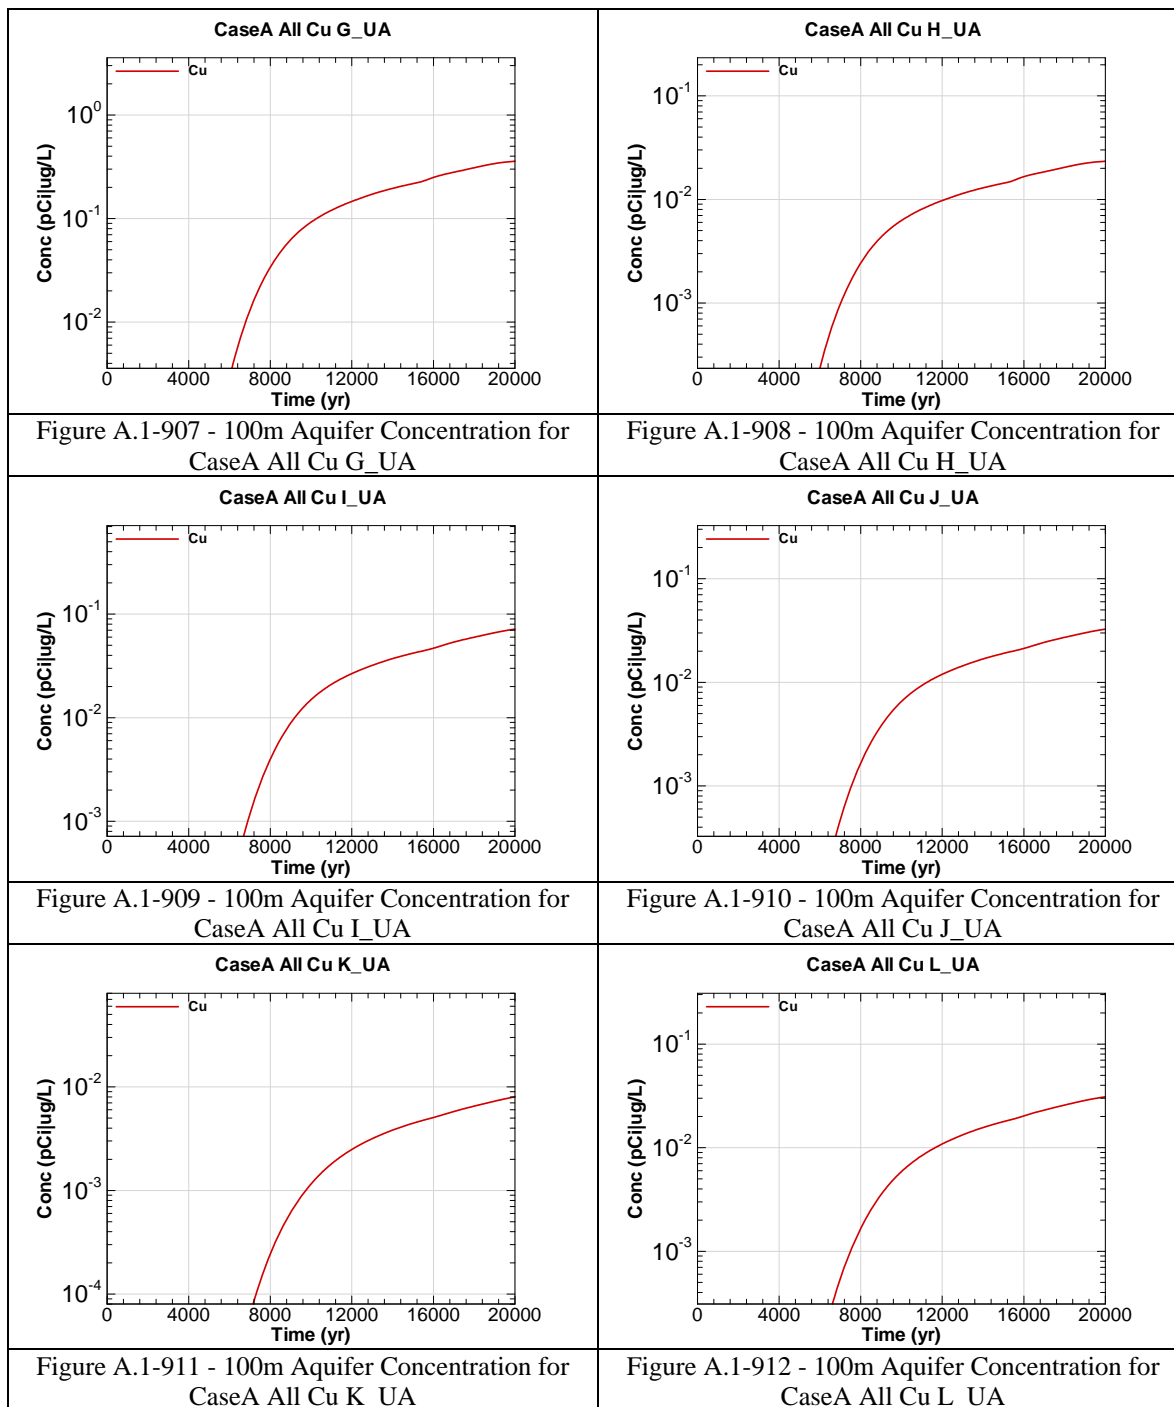 CaseA All Cu G_UA
Cu
Conc (pCi|ug/L)
10^0
10^-1
10^-2
0 4000 8000 12000 16000 20000
Time (yr)
Figure A.1-907 - 100m Aquifer Concentration for
CaseA All Cu G_UA
CaseA All Cu H_UA
Cu
Conc (pCi|ug/L)
10^-1
10^-2
10^-3
0 4000 8000 12000 16000 20000
Time (yr)
Figure A.1-908 - 100m Aquifer Concentration for
CaseA All Cu H_UA
CaseA All Cu I_UA
Cu
Conc (pCi|ug/L)
10^-1
10^-2
10^-3
0 4000 8000 12000 16000 20000
Time (yr)
Figure A.1-909 - 100m Aquifer Concentration for
CaseA All Cu I_UA
CaseA All Cu J_UA
Cu
Conc (pCi|ug/L)
10^-1
10^-2
10^-3
0 4000 8000 12000 16000 20000
Time (yr)
Figure A.1-910 - 100m Aquifer Concentration for
CaseA All Cu J_UA
CaseA All Cu K_UA
Cu
Conc (pCi|ug/L)
10^-2
10^-3
10^-4
0 4000 8000 12000 16000 20000
Time (yr)
Figure A.1-911 - 100m Aquifer Concentration for
CaseA All Cu K_UA
CaseA All Cu L_UA
Cu
Conc (pCi|ug/L)
10^-1
10^-2
10^-3
0 4000 8000 12000 16000 20000
Time (yr)
Figure A.1-912 - 100m Aquifer Concentration for
CaseA All Cu L_UA